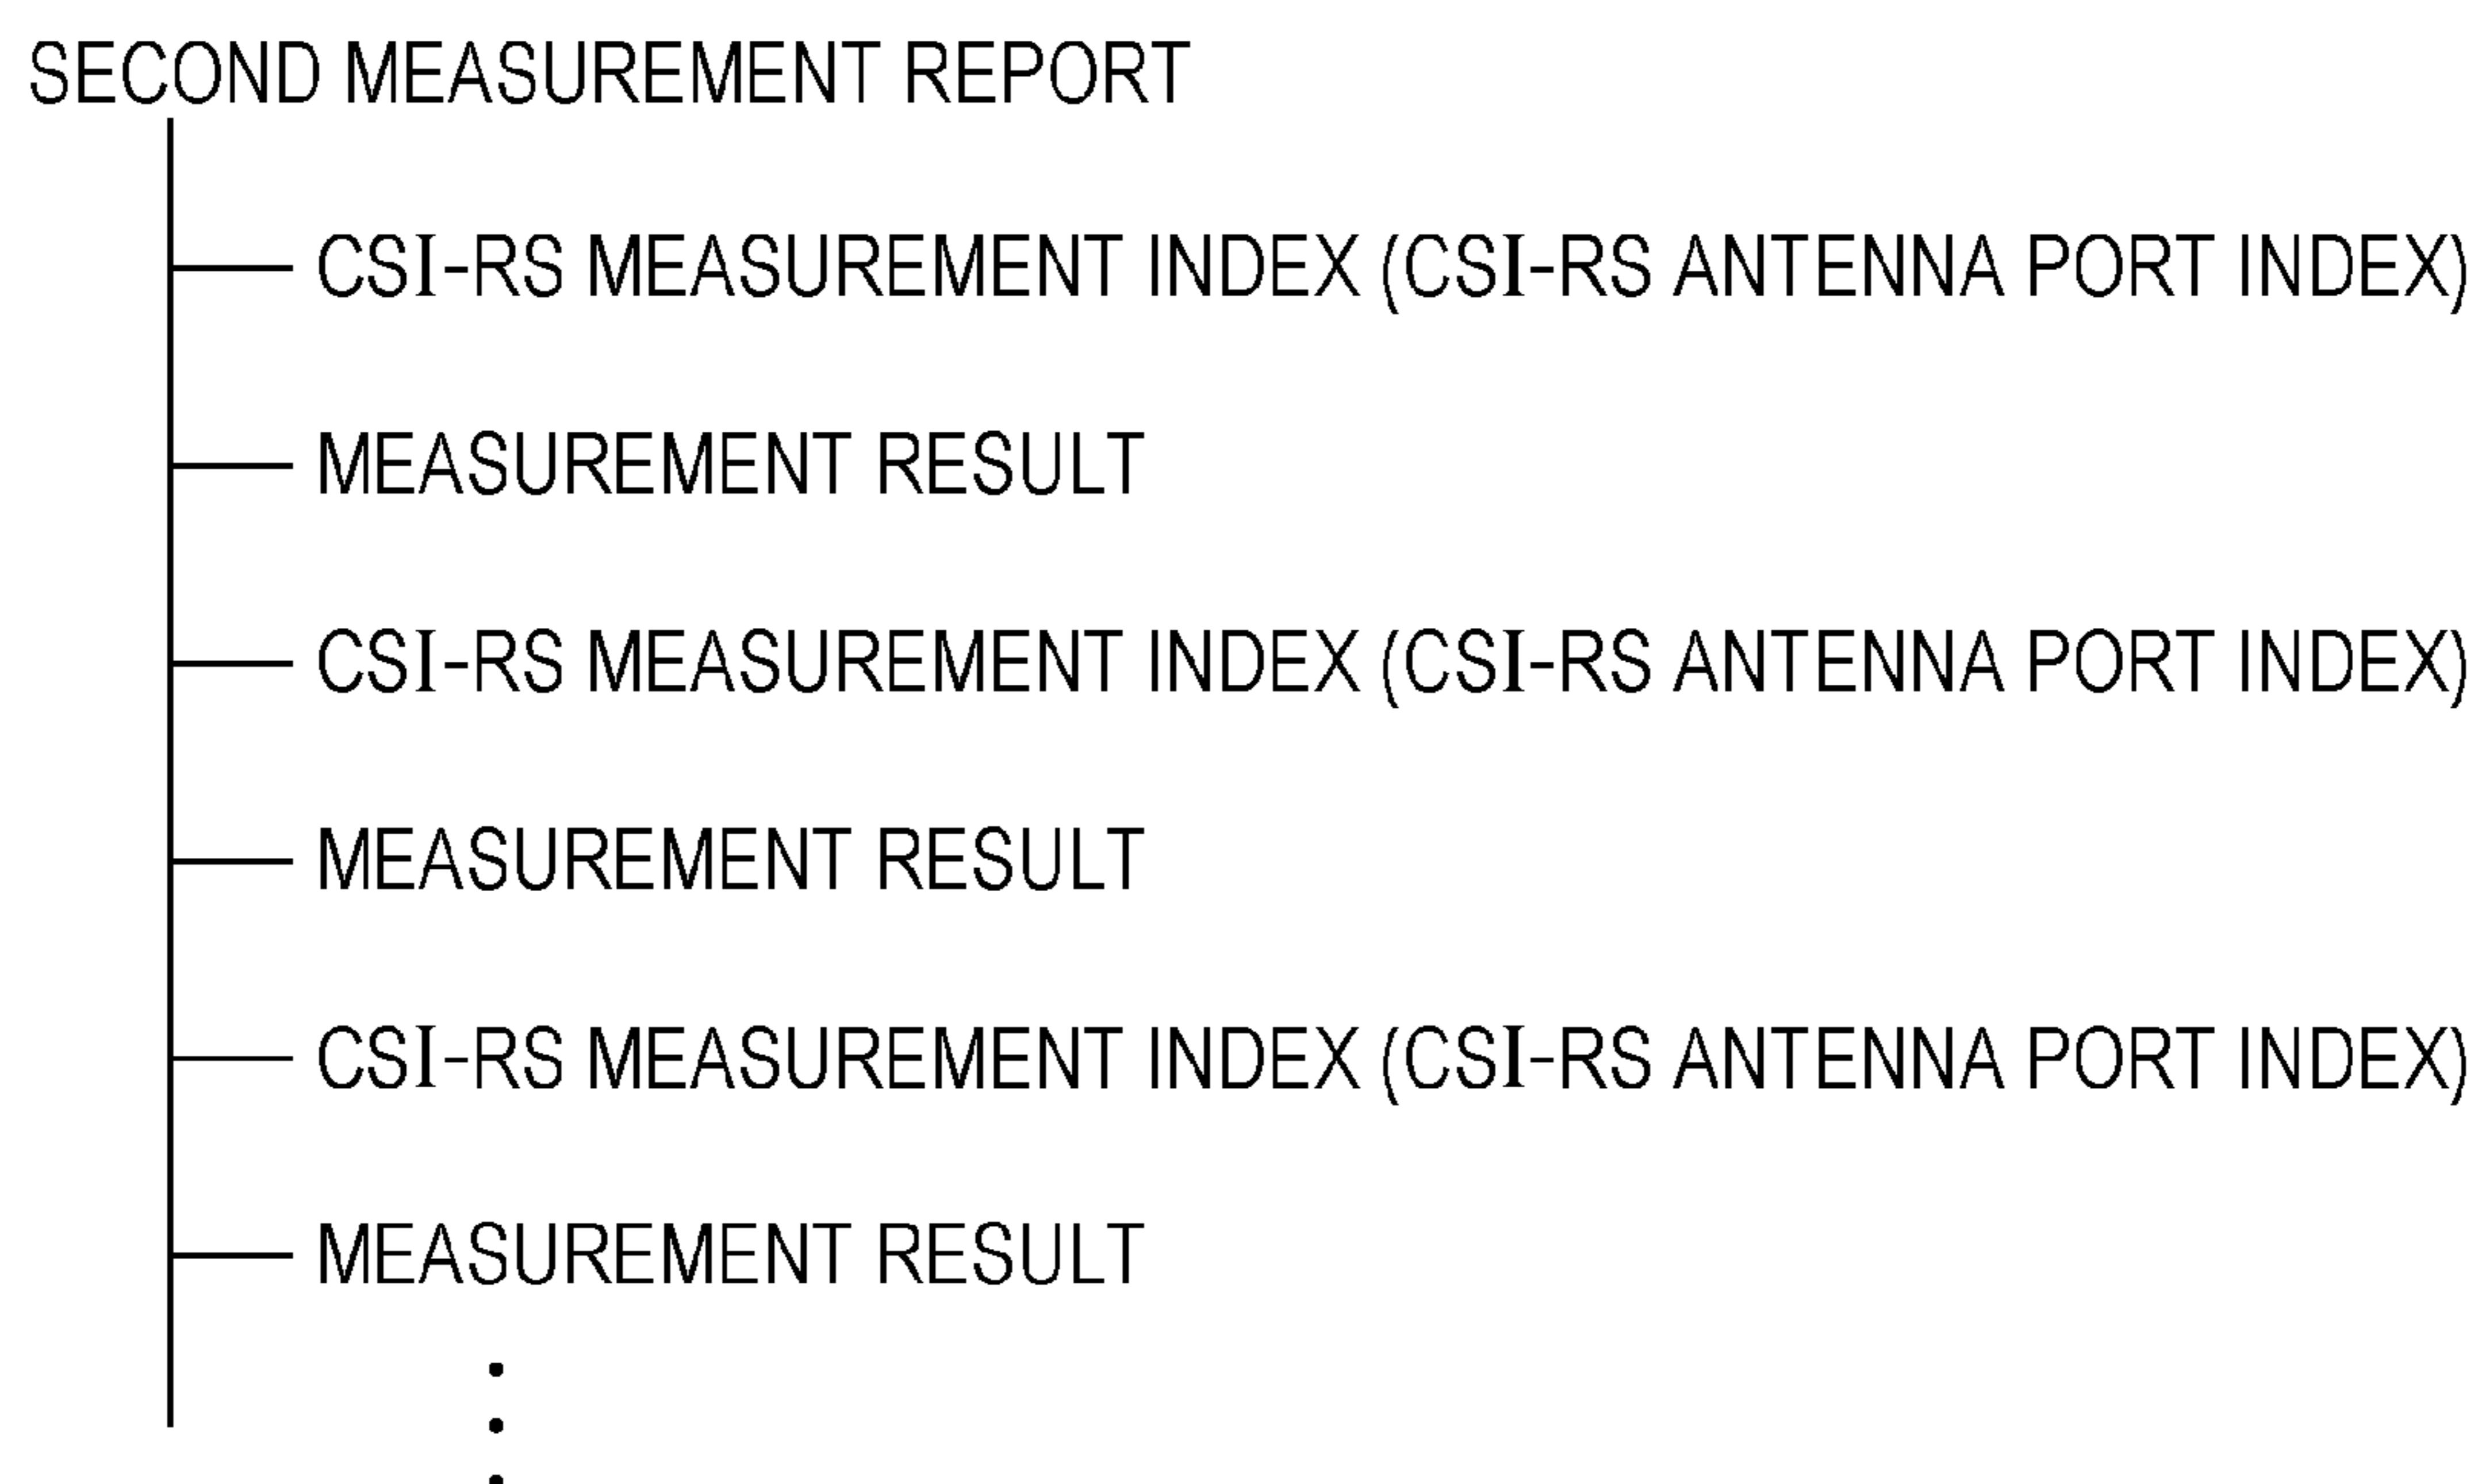 SECOND MEASUREMENT REPORT
CSI-RS MEASUREMENT INDEX (CSI-RS ANTENNA PORT INDEX)
MEASUREMENT RESULT
CSI-RS MEASUREMENT INDEX (CSI-RS ANTENNA PORT INDEX)
MEASUREMENT RESULT
CSI-RS MEASUREMENT INDEX (CSI-RS ANTENNA PORT INDEX)
MEASUREMENT RESULT